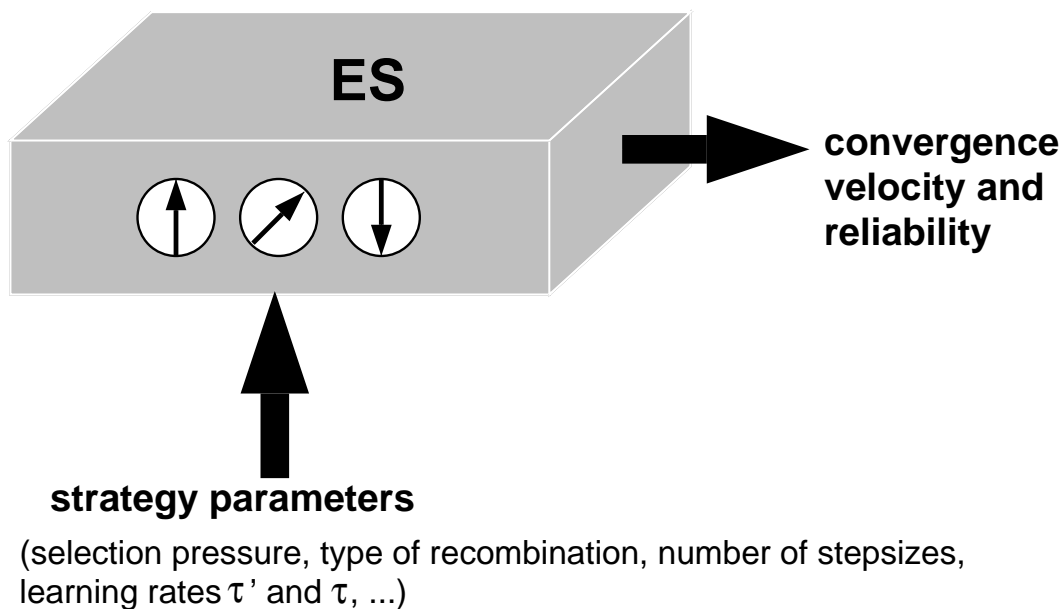 ES
convergence
velocity and
reliability
strategy parameters
(selection pressure, type of recombination, number of stepsizes,
learning rates τ’ and τ, ...)